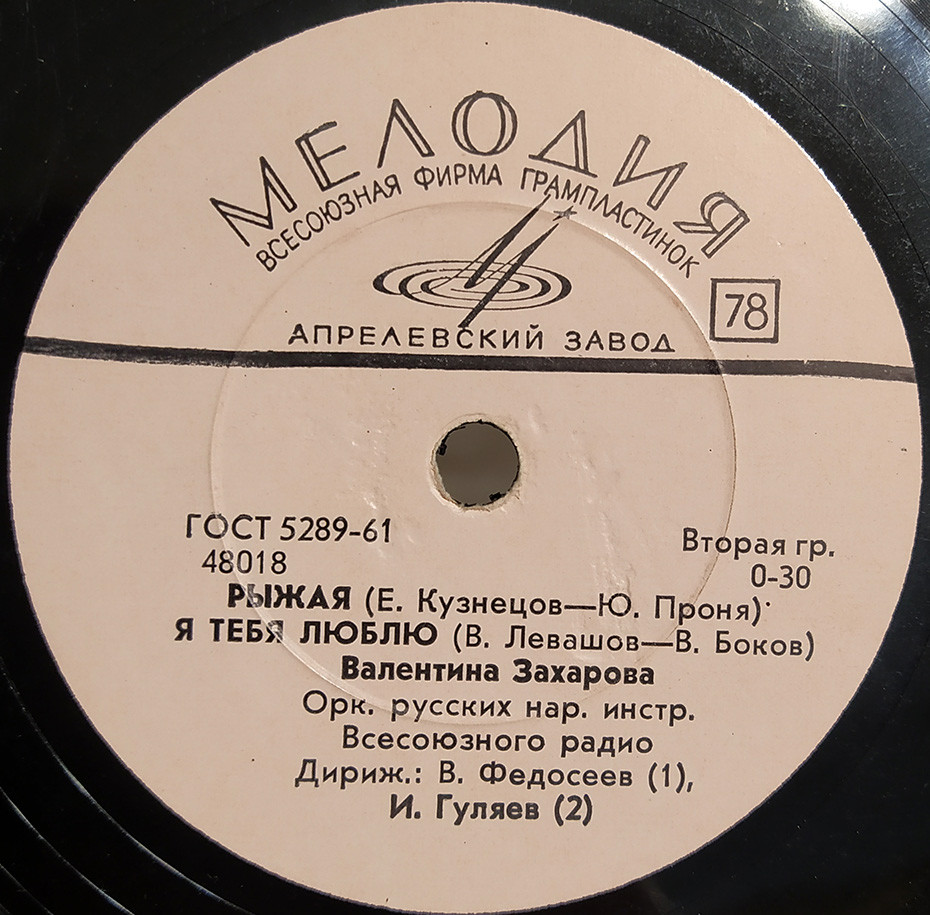 МЕЛОДИЯ
ВСЕСОЮЗНАЯ ФИРМА ГРАМПЛАСТИНОК
78
АПРЕЛЕВСКИЙ ЗАВОД
ГОСТ 5289-61
Вторая гр.
48018
0-30
РЫЖАЯ (Е. Кузнецов—Ю. Проня)
Я ТЕБЯ ЛЮБЛЮ (В. Левашов—В. Боков)
Валентина Захарова
Орк. русских нар. инстр.
Всесоюзного радио
Дириж.: В. Федосеев (1),
И. Гуляев (2)